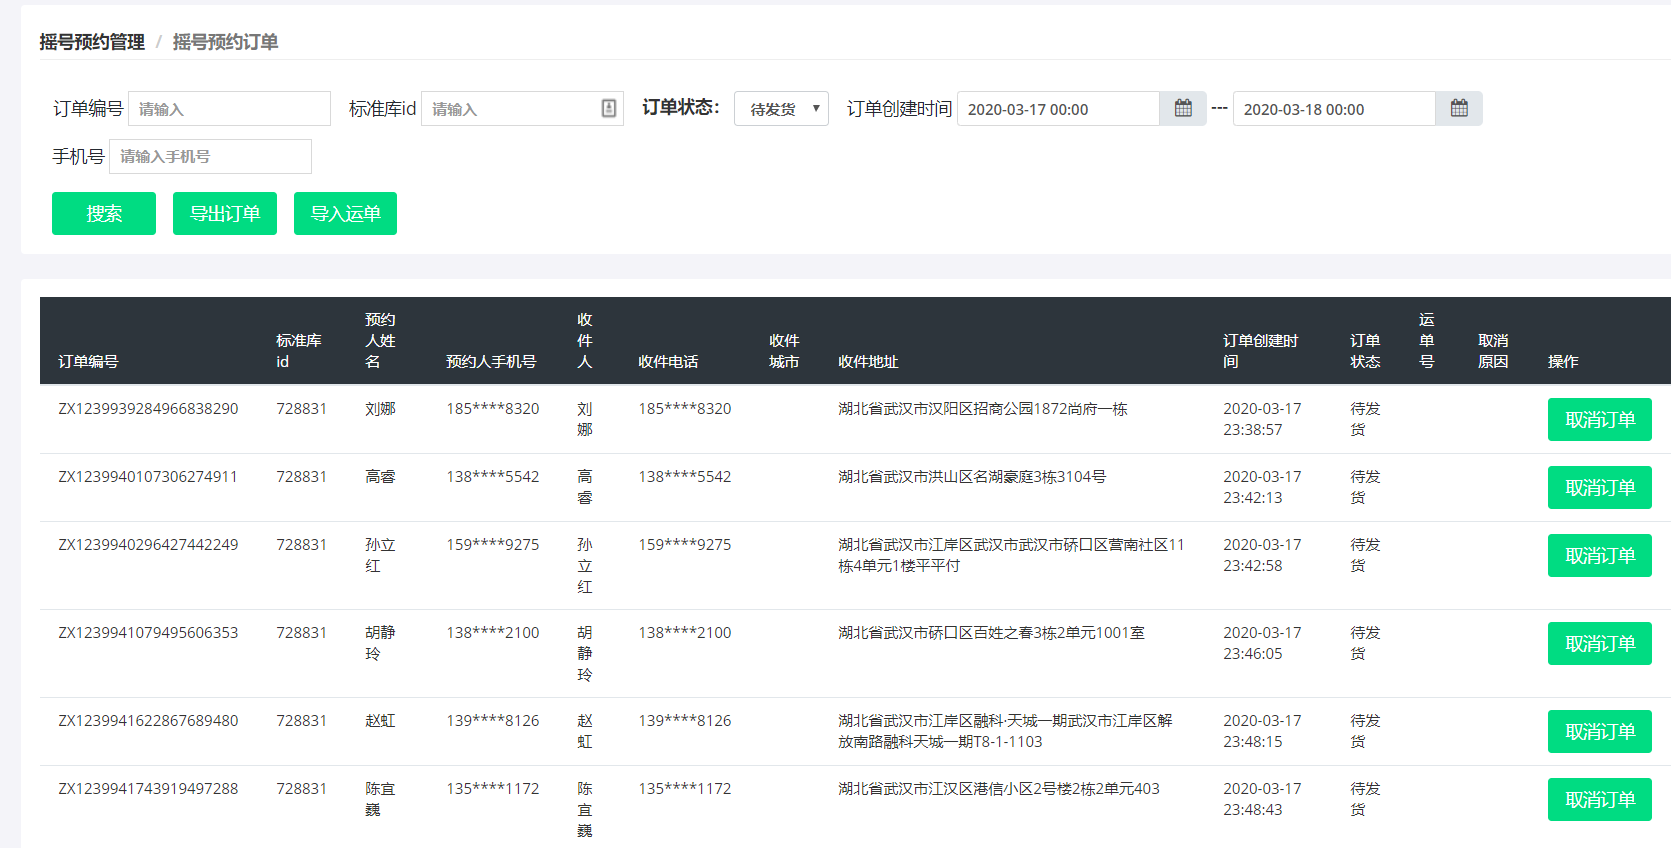 摇号预约管理 / 摇号预约订单
订单编号 请输入 标准库id 请输入 订单状态： 待发货 订单创建时间 2020-03-17 00:00 --- 2020-03-18 00:00
手机号 请输入手机号
搜索 导出订单 导入运单
订单编号 标准库id 预约人姓名 预约人手机号 收件人 收件电话 收件城市 收件地址 订单创建时间 订单状态 运单号 取消原因 操作
ZX1239939284966838290 728831 刘娜 185****8320 刘娜 185****8320 湖北省武汉市汉阳区招商公园1872尚府一栋 2020-03-17 23:38:57 待发货 取消订单
ZX1239940107306274911 728831 高睿 138****5542 高睿 138****5542 湖北省武汉市洪山区名湖豪庭3栋3104号 2020-03-17 23:42:13 待发货 取消订单
ZX1239940296427442249 728831 孙立红 159****9275 孙立红 159****9275 湖北省武汉市江岸区武汉市武汉市硚口区营南社区11栋4单元1楼平平付 2020-03-17 23:42:58 待发货 取消订单
ZX1239941079495606353 728831 胡静玲 138****2100 胡静玲 138****2100 湖北省武汉市硚口区百姓之春3栋2单元1001室 2020-03-17 23:46:05 待发货 取消订单
ZX1239941622867689480 728831 赵虹 139****8126 赵虹 139****8126 湖北省武汉市江岸区融科·天城一期武汉市江岸区解放南路融科天城一期T8-1-1103 2020-03-17 23:48:15 待发货 取消订单
ZX1239941743919497288 728831 陈宜巍 135****1172 陈宜巍 135****1172 湖北省武汉市江汉区港信小区2号楼2栋2单元403 2020-03-17 23:48:43 待发货 取消订单